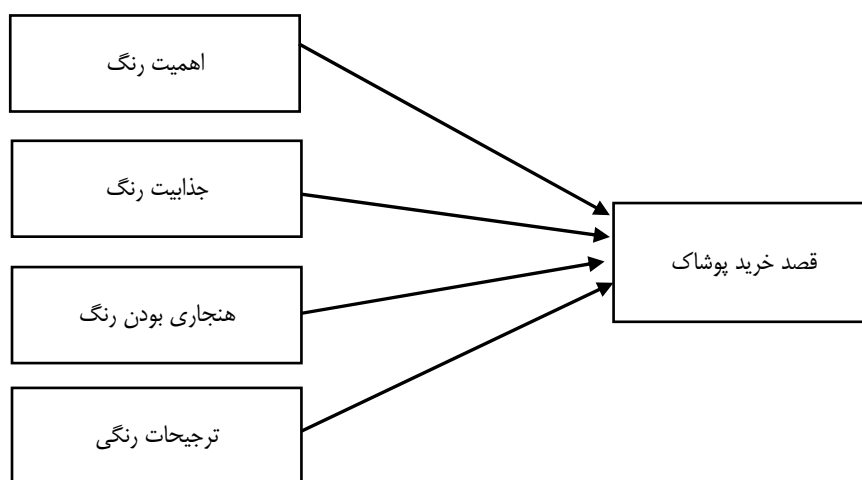 اهمیت رنگ
جذابیت رنگ
هنجاری بودن رنگ
ترجیحات رنگی
قصد خرید پوشاک